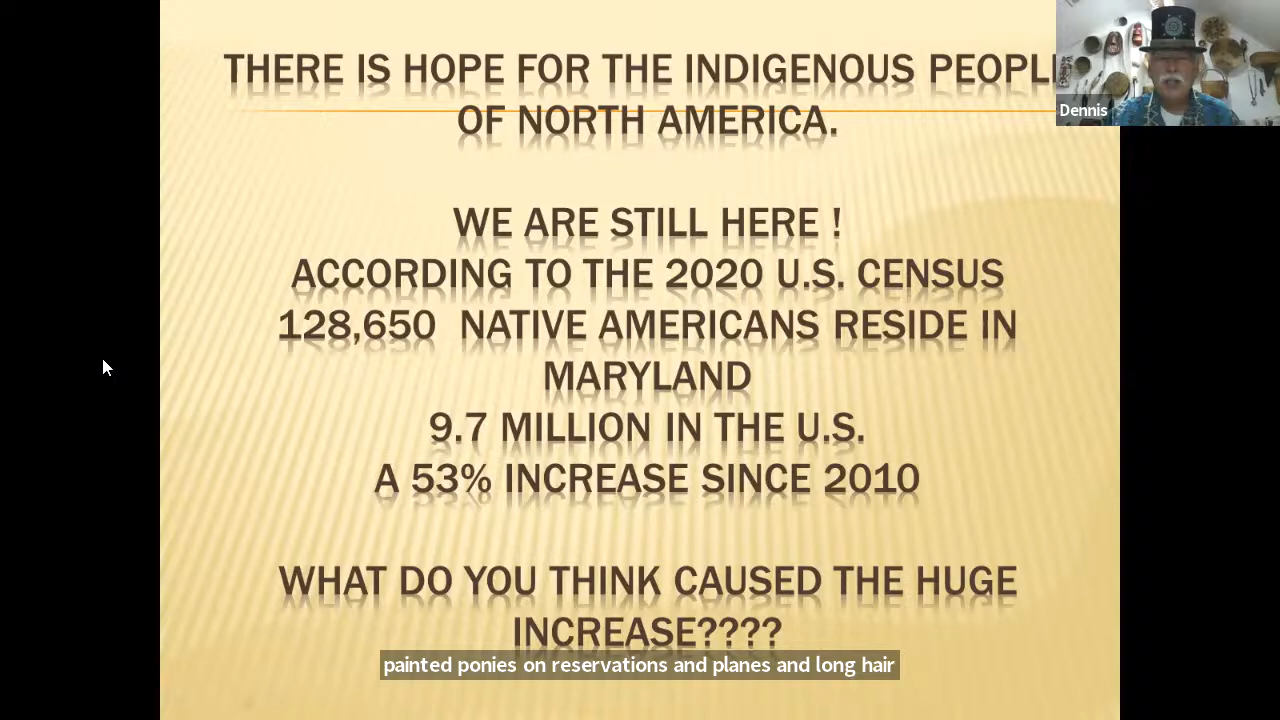 THERE IS HOPE FOR THE INDIGENOUS PEOPL
OF NORTH AMERICA.
WE ARE STILL HERE !
ACCORDING TO THE 2020 U.S. CENSUS
128,650 NATIVE AMERICANS RESIDE IN
MARYLAND
9.7 MILLION IN THE U.S.
A 53% INCREASE SINCE 2010
WHAT DO YOU THINK CAUSED THE HUGE
INCREASE????
painted ponies on reservations and planes and long hair
Dennis